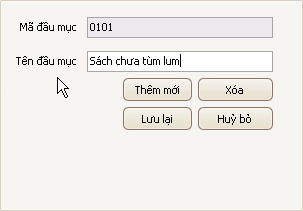 Mã đầu mục 0101
Tên đầu mục Sách chưa tùm lum
Thêm mới Xóa
Lưu lại Huỷ bỏ